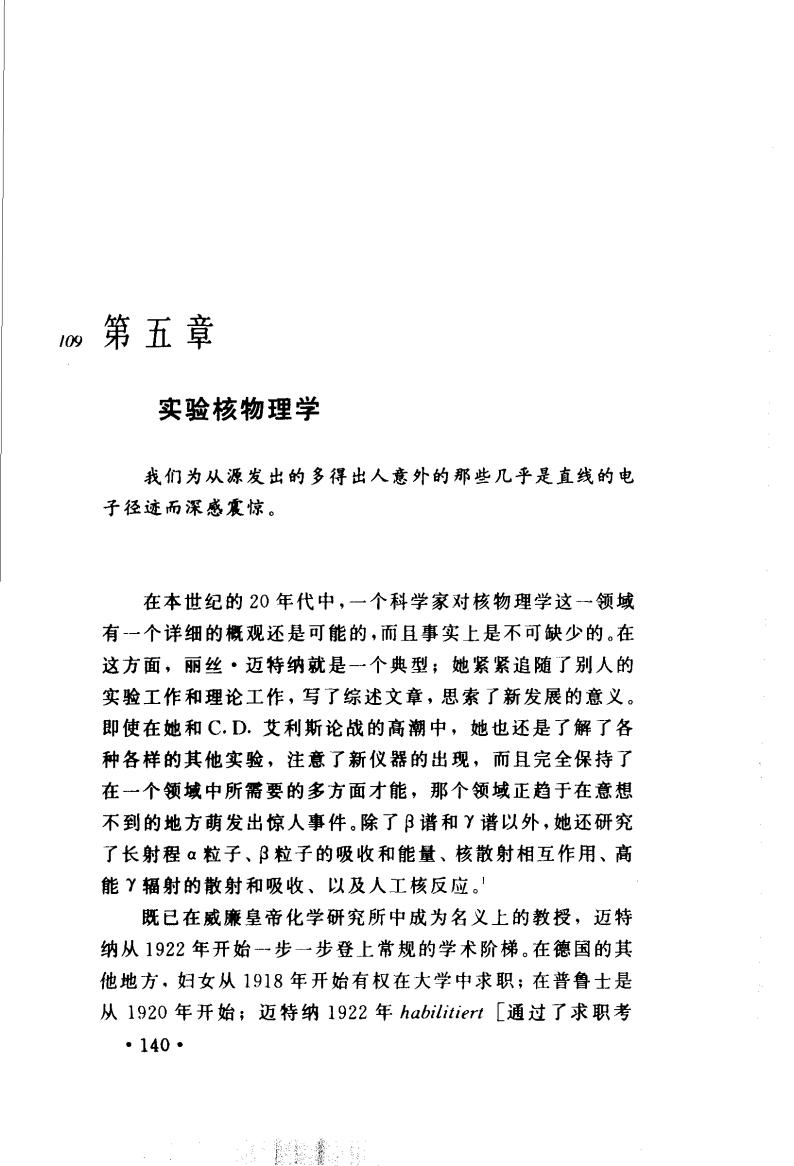 109 第五章
实验核物理学
我们为从源发出的多得出人意外的那些几乎是直线的电
子径迹而深感震惊。
在本世纪的20年代中，一个科学家对核物理学这一领域
有一个详细的概观还是可能的，而且事实上是不可缺少的。在
这方面，丽丝·迈特纳就是一个典型；她紧紧追随了别人的
实验工作和理论工作，写了综述文章，思索了新发展的意义。
即使在她和C.D.艾利斯论战的高潮中，她也还是了解了各
种各样的其他实验，注意了新仪器的出现，而且完全保持了
在一个领域中所需要的多方面才能，那个领域正趋于在意想
不到的地方萌发出惊人事件。除了β谱和γ谱以外，她还研究
了长射程α粒子、β粒子的吸收和能量、核散射相互作用、高
能γ辐射的散射和吸收、以及人工核反应。¹
既已在威廉皇帝化学研究所中成为名义上的教授，迈特
纳从1922年开始一步一步登上常规的学术阶梯。在德国的其
他地方，妇女从1918年开始有权在大学中求职；在普鲁士是
从1920年开始；迈特纳1922年habilitiert［通过了求职考
·140·